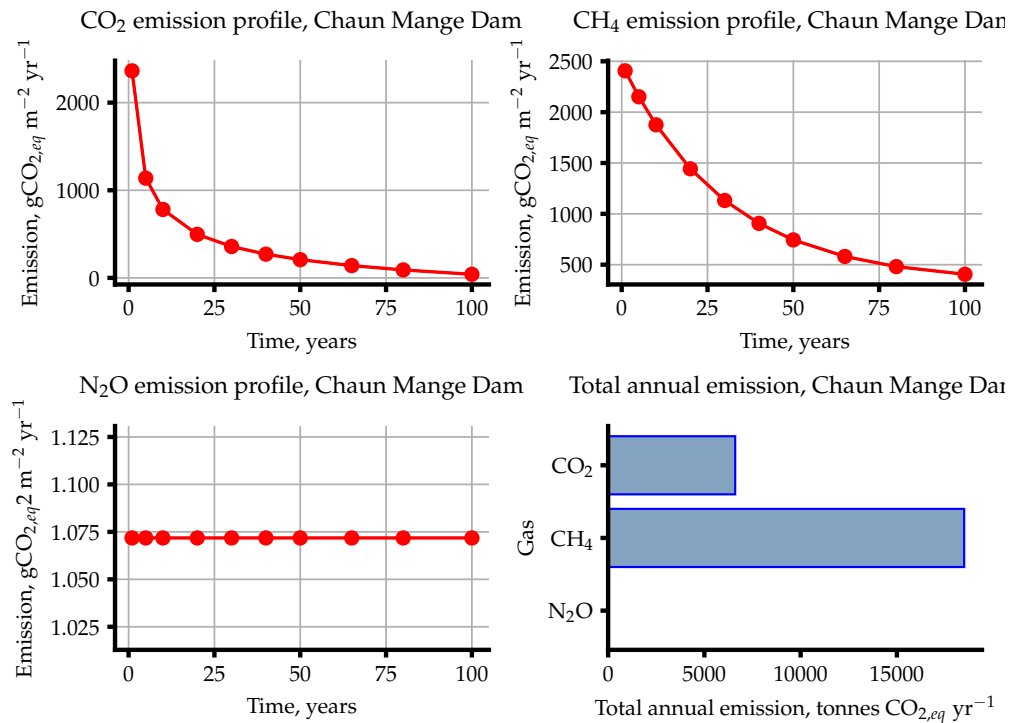 CO₂ emission profile, Chaun Mange Dam
Emission, gCO₂,eq m⁻² yr⁻¹
2000
1000
0
0 25 50 75 100
Time, years
CH₄ emission profile, Chaun Mange Dam
Emission, gCO₂,eq m⁻² yr⁻¹
2500
2000
1500
1000
500
0 25 50 75 100
Time, years
N₂O emission profile, Chaun Mange Dam
Emission, gCO₂,eq2 m⁻² yr⁻¹
1.125
1.100
1.075
1.050
1.025
0 25 50 75 100
Time, years
Total annual emission, Chaun Mange Dam
Gas
CO₂
CH₄
N₂O
0 5000 10000 15000
Total annual emission, tonnes CO₂,eq yr⁻¹